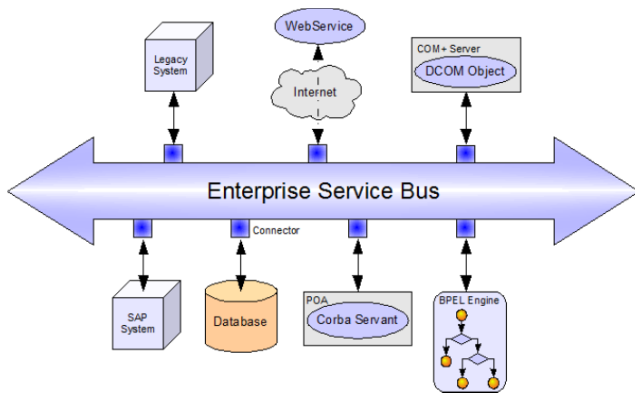 WebService
Legacy
System
Internet
COM+ Server
DCOM Object
Enterprise Service Bus
Connector
SAP
System
Database
POA
Corba Servant
BPEL Engine